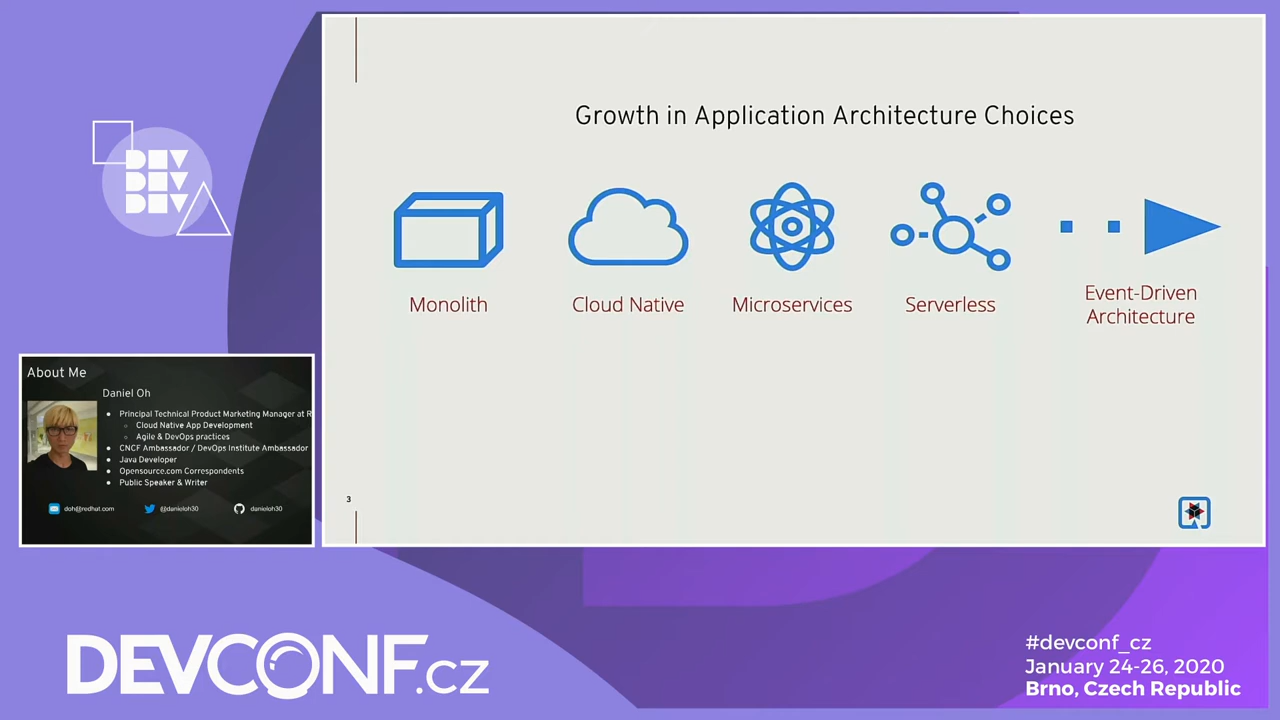 DEV
DEV
DEV
Growth in Application Architecture Choices
Monolith
Cloud Native
Microservices
Serverless
Event-Driven
Architecture
3
About Me
Daniel Oh
Principal Technical Product Marketing Manager at R
Cloud Native App Development
Agile & DevOps practices
CNCF Ambassador / DevOps Institute Ambassador
Java Developer
Opensource.com Correspondents
Public Speaker & Writer
doh@redhat.com
@danieloh30
danieloh30
DEVCONF.cz
#devconf_cz
January 24-26, 2020
Brno, Czech Republic